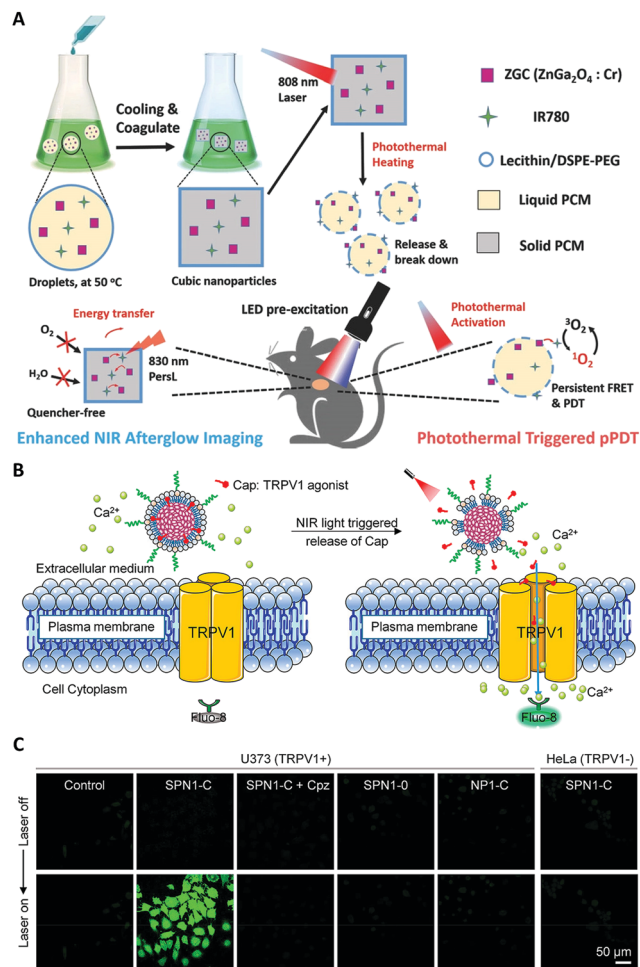 A
Cooling &
Coagulate
808 nm
Laser
ZGC (ZnGa₂O₄ : Cr)
IR780
Photothermal
Heating
Lecithin/DSPE-PEG
Liquid PCM
Release &
break down
Solid PCM
Droplets, at 50 °C
Cubic nanoparticles
LED pre-excitation
Energy transfer
O₂
H₂O
830 nm
PersL
Quencher-free
Photothermal
Activation
³O₂
¹O₂
Persistent FRET
& PDT
Enhanced NIR Afterglow Imaging
Photothermal Triggered pPDT
B
Cap: TRPV1 agonist
Ca²⁺
NIR light triggered
release of Cap
Ca²⁺
Extracellular medium
Plasma membrane
TRPV1
Plasma membrane
TRPV1
Cell Cytoplasm
Ca²⁺
Fluo-8
Fluo-8
C
U373 (TRPV1+)
HeLa (TRPV1-)
Control
SPN1-C
SPN1-C + Cpz
SPN1-0
NP1-C
SPN1-C
Laser off
Laser on
50 μm